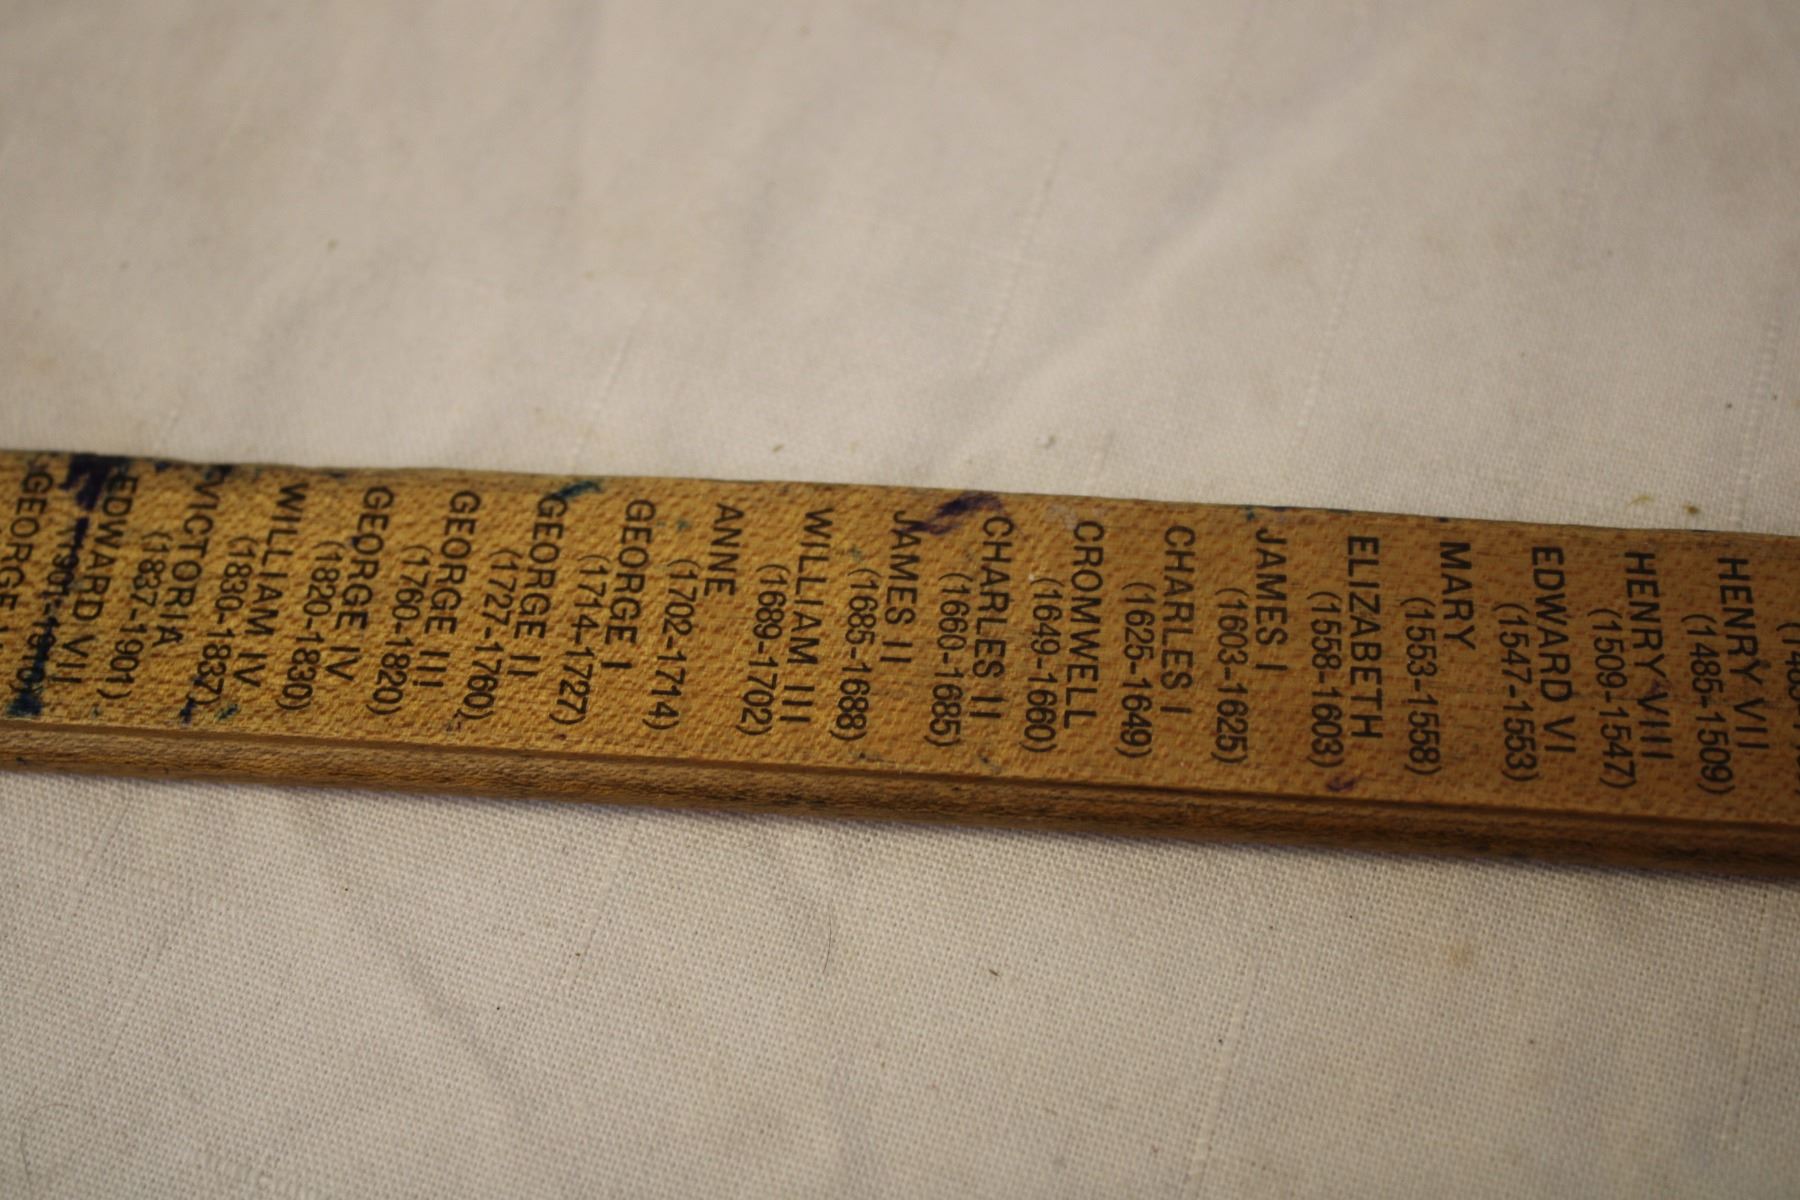 HENRY VII
(1485-1509)
HENRY VIII
(1509-1547)
EDWARD VI
(1547-1553)
MARY
(1553-1558)
ELIZABETH
(1558-1603)
JAMES I
(1603-1625)
CHARLES I
(1625-1649)
CROMWELL
(1649-1660)
CHARLES II
(1660-1685)
JAMES II
(1685-1688)
WILLIAM III
(1689-1702)
ANNE
(1702-1714)
GEORGE I
(1714-1727)
GEORGE II
(1727-1760)
GEORGE III
(1760-1820)
GEORGE IV
(1820-1830)
WILLIAM IV
(1830-1837)
VICTORIA
(1837-1901)
EDWARD VII
(1901-1910)
GEORGE